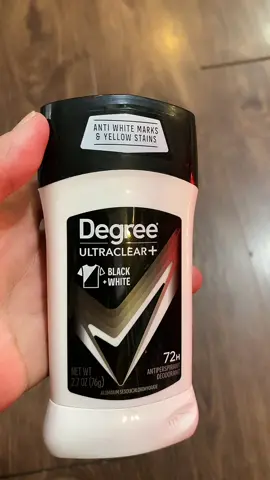 ANTI WHITE MARKS
& YELLOW STAINS
Degree®
ULTRACLEAR+
BLACK
+ WHITE
72H
ANTIPERSPIRANT
DEODORANT
NET WT
2.7 OZ (76g)